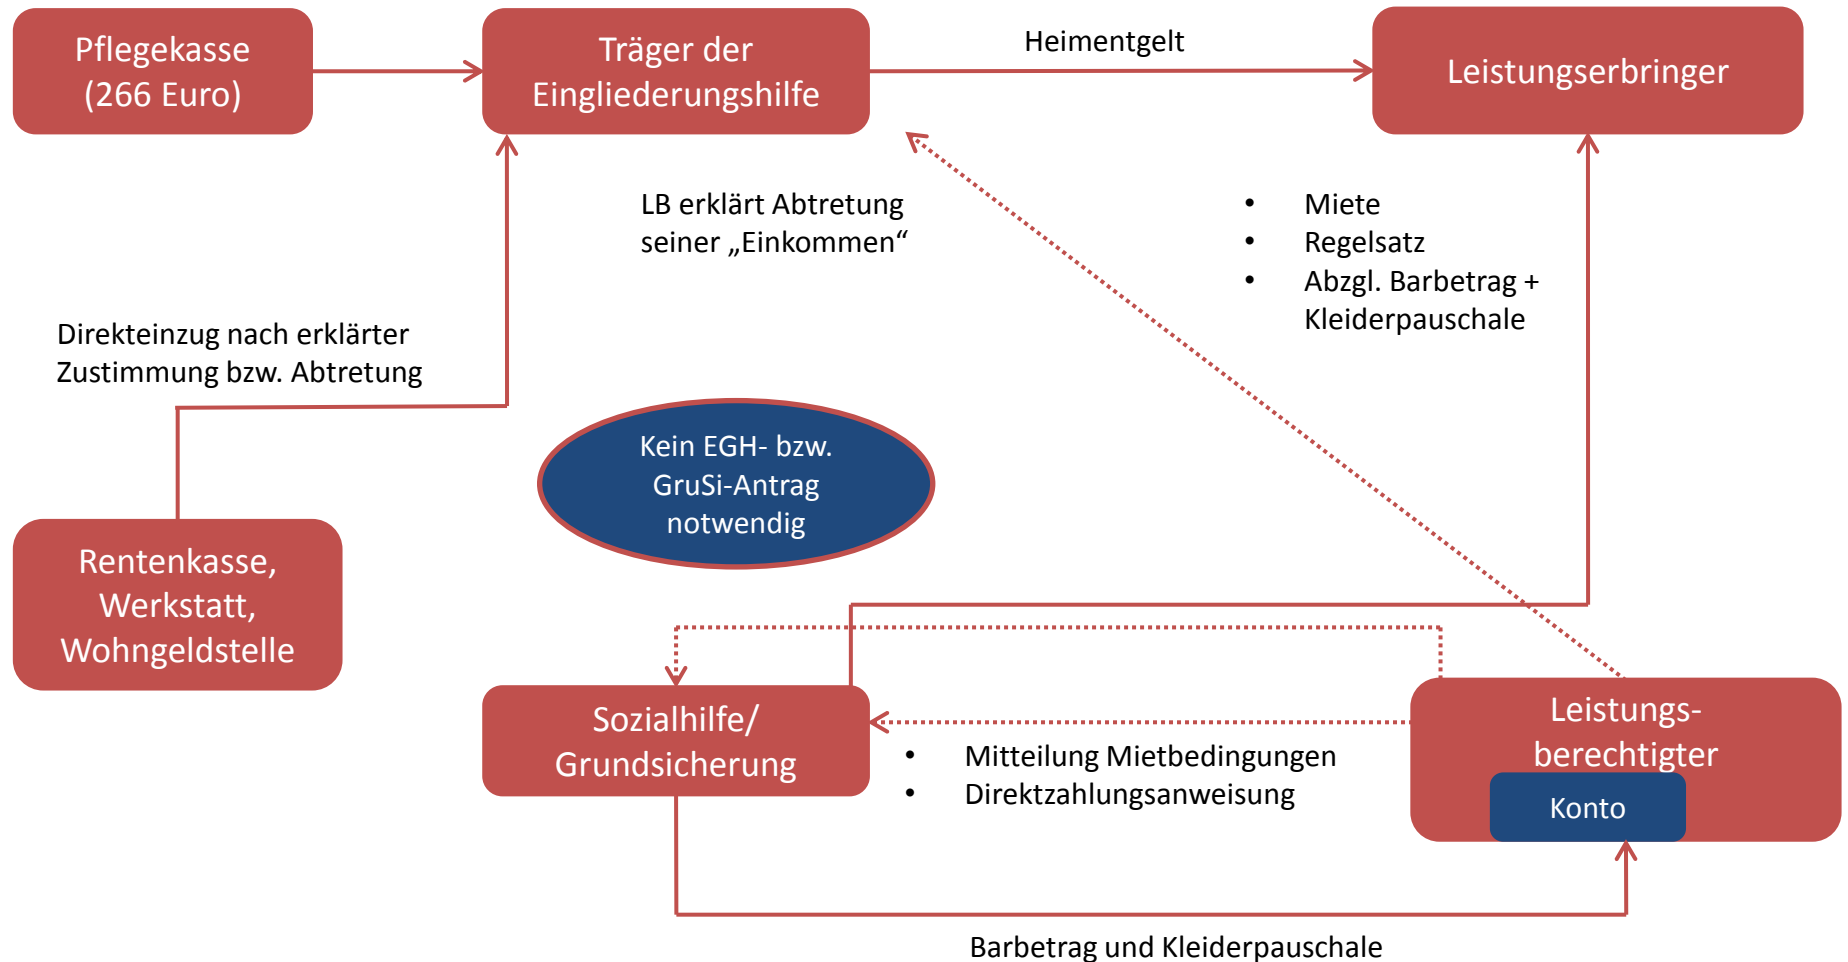 Pflegekasse
(266 Euro)
Träger der
Eingliederungshilfe
Heimentgelt
Leistungserbringer
LB erklärt Abtretung
seiner „Einkommen“
• Miete
• Regelsatz
• Abzgl. Barbetrag +
Kleiderpauschale
Direkteinzug nach erklärter
Zustimmung bzw. Abtretung
Kein EGH- bzw.
GruSi-Antrag
notwendig
Rentenkasse,
Werkstatt,
Wohngeldstelle
Sozialhilfe/
Grundsicherung
• Mitteilung Mietbedingungen
• Direktzahlungsanweisung
Leistungs-
berechtigter
Konto
Barbetrag und Kleiderpauschale